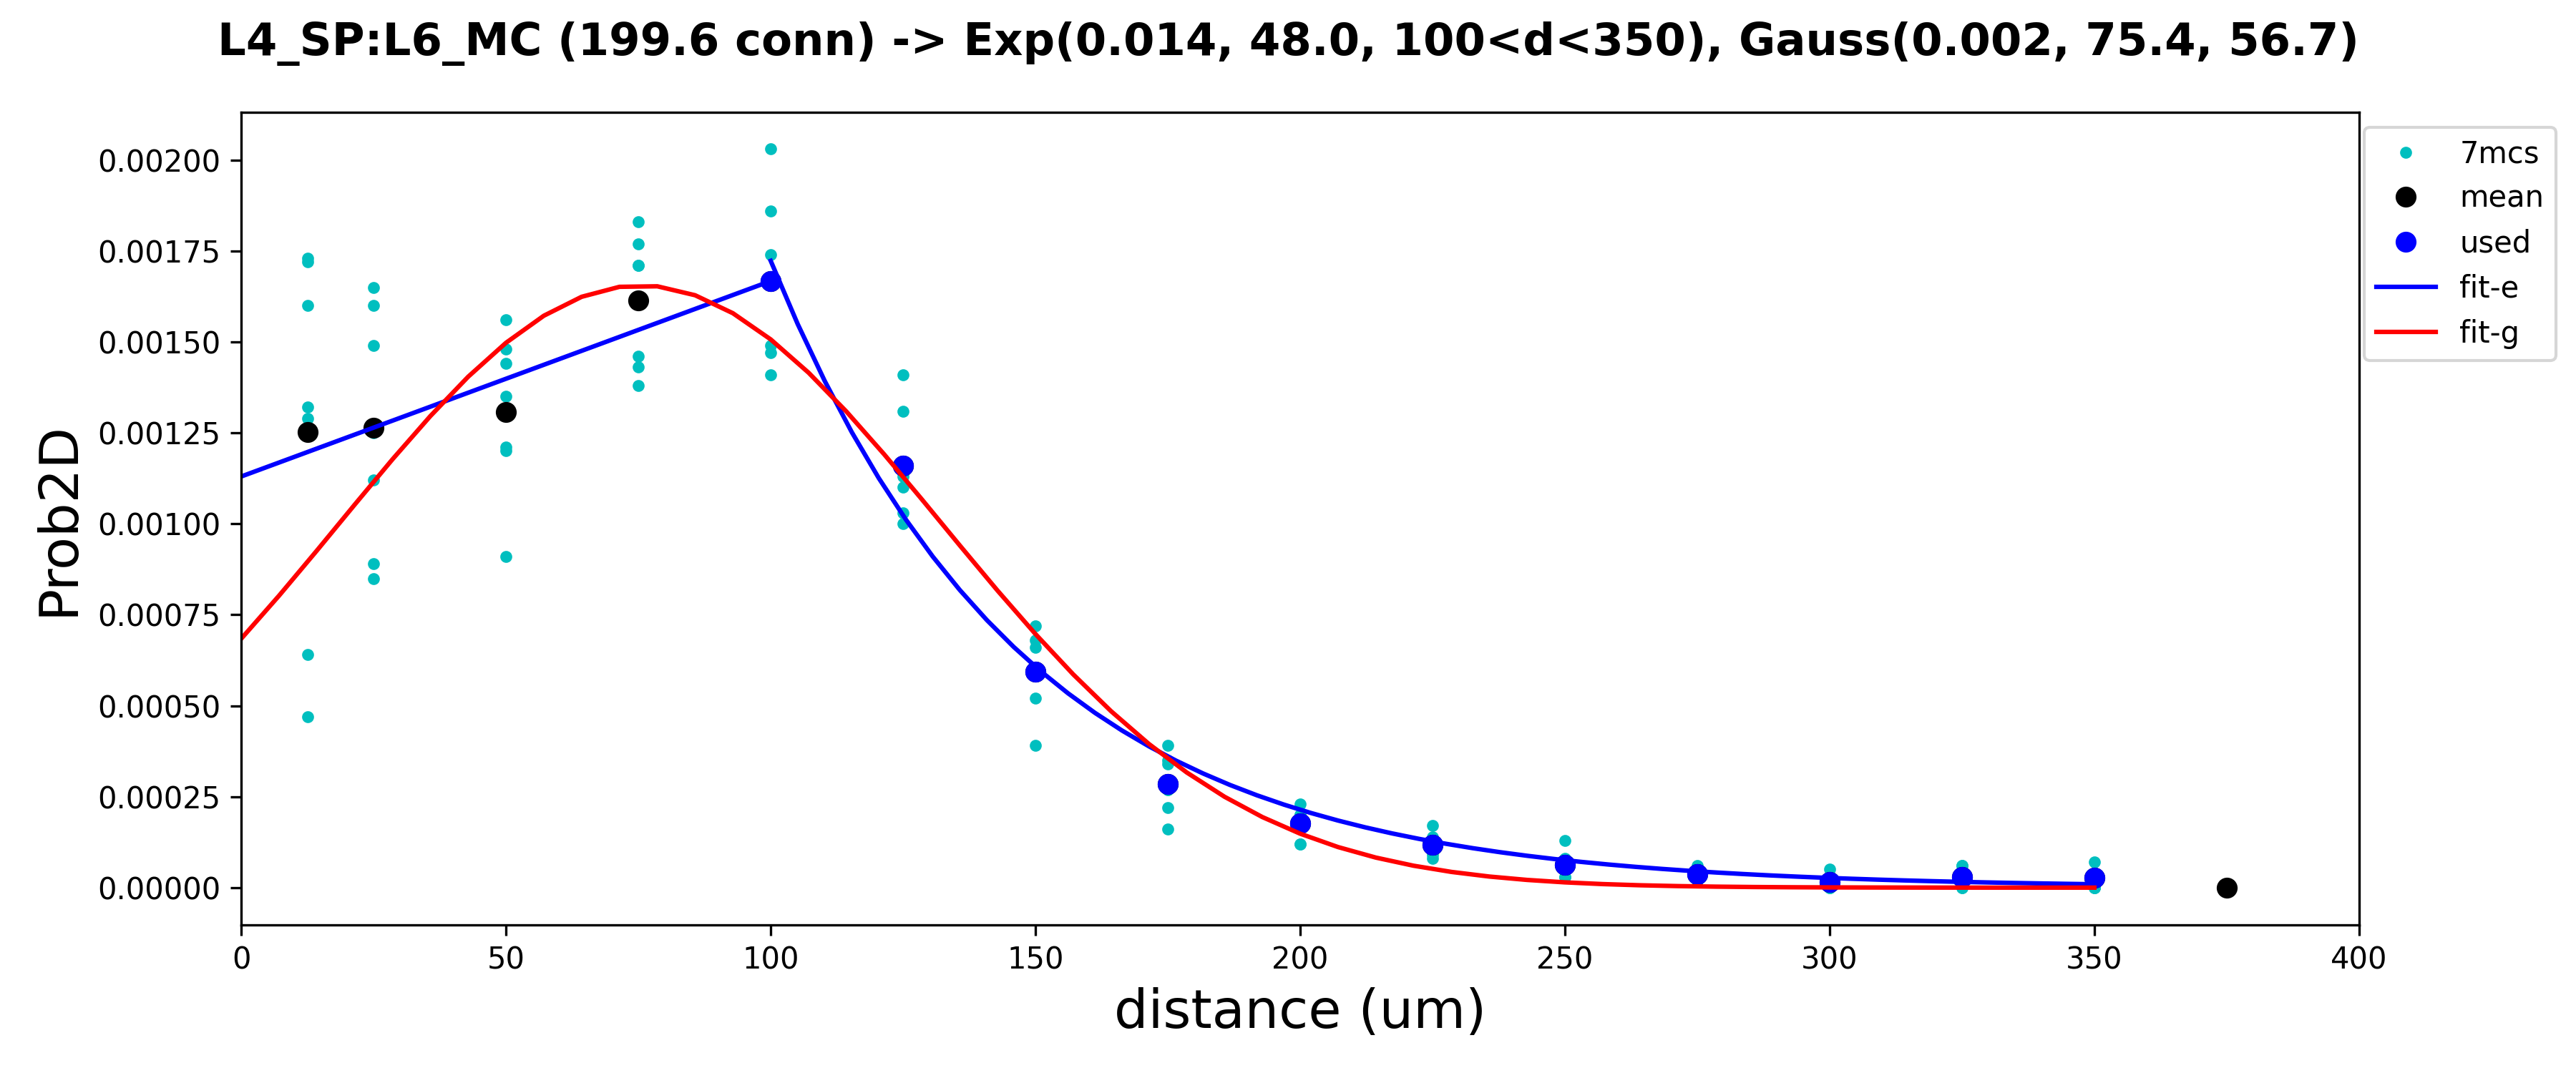 L4_SP:L6_MC (199.6 conn) -> Exp(0.014, 48.0, 100<d<350), Gauss(0.002, 75.4, 56.7)
0.00200
0.00175
0.00150
0.00125
0.00100
0.00075
0.00050
0.00025
0.00000
Prob2D
0 50 100 150 200 250 300 350 400
distance (um)
7mcs
mean
used
fit-e
fit-g